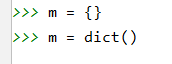 >>> m = {}
>>> m = dict()